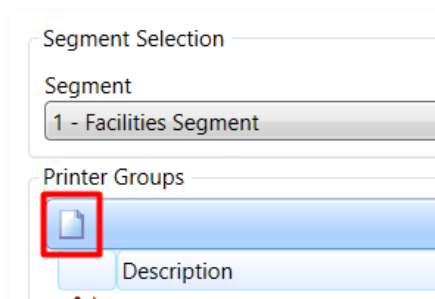 Segment Selection
Segment
1 - Facilities Segment
Printer Groups
Description